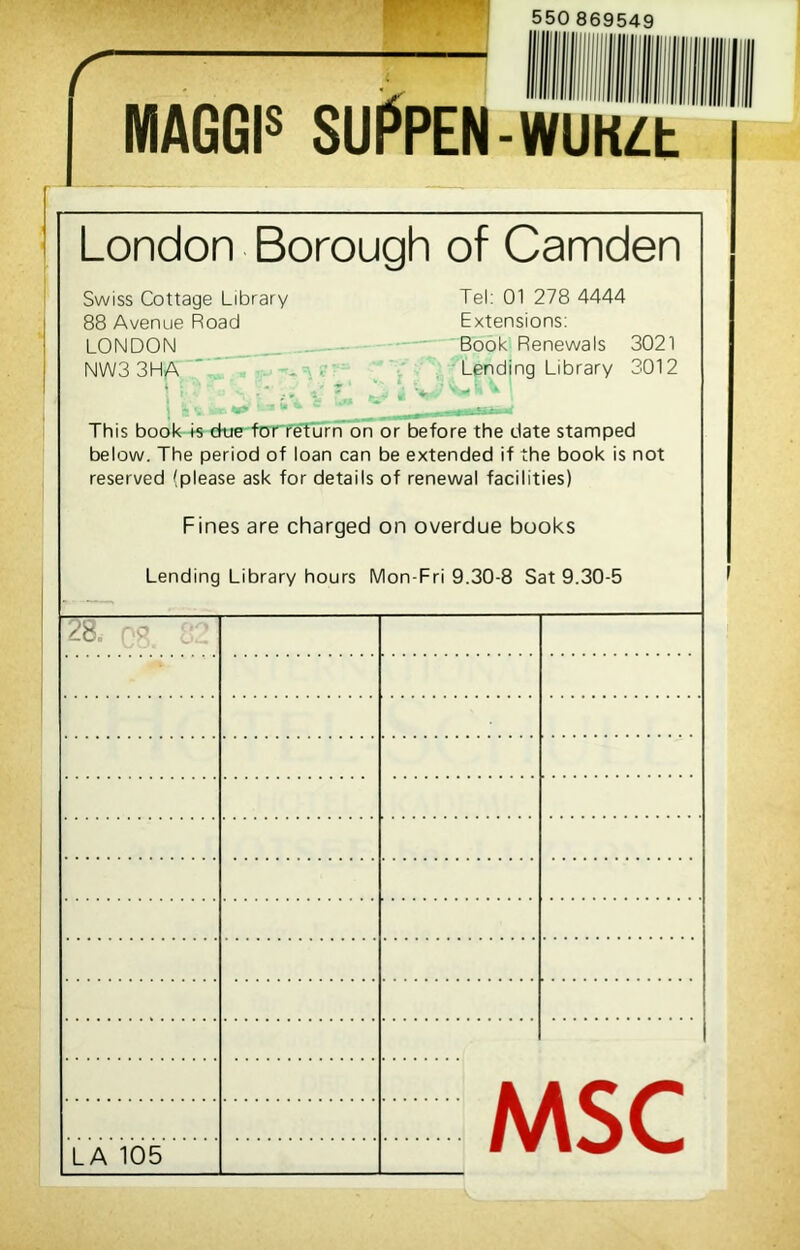 550 869549
MAGGIS SUPPEN-WÜRZE
London Borough of Camden
Swiss Cottage Library
88 Avenue Road
LONDON
NW3 3HA
Tel: 01 278 4444
Extensions:
Book Renewals 3021
Lending Library 3012
RESERVE STOCK
This book is due for return on or before the date stamped
below. The period of loan can be extended if the book is not
reserved (please ask for details of renewal facilities)
Fines are charged on overdue books
Lending Library hours Mon-Fri 9.30-8 Sat 9.30-5
28. 08. 82
LA 105
MSC